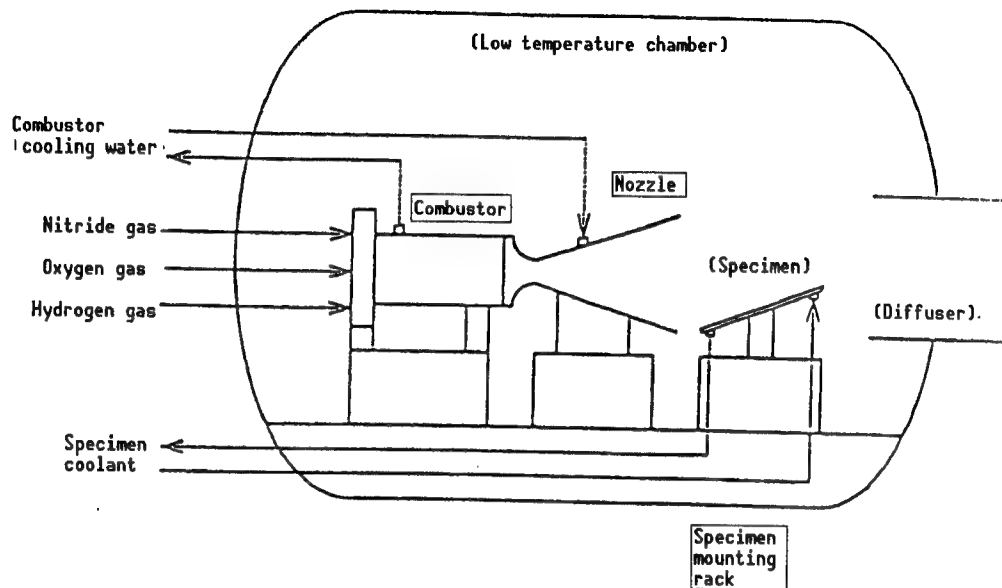 (Low temperature chamber)
Combustor
cooling water
Nozzle
Combustor
Nitride gas
Oxygen gas
(Specimen)
Hydrogen gas
(Diffuser).
Specimen
coolant
Specimen
mounting
rack